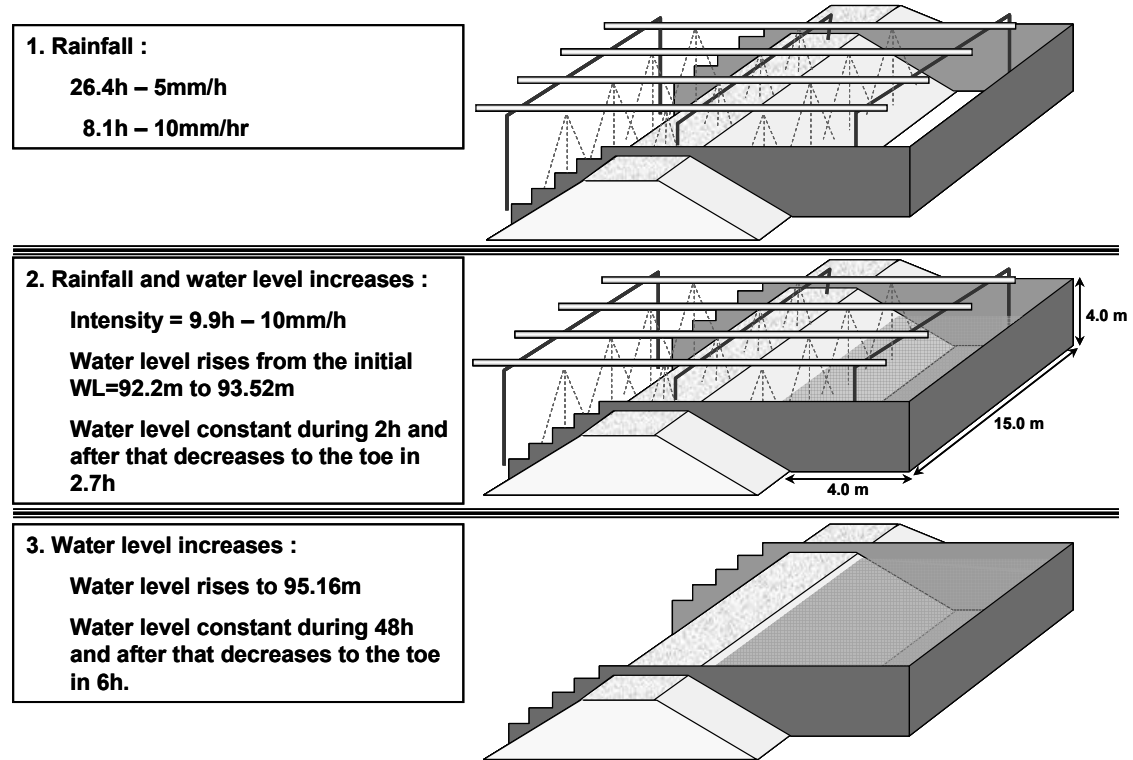 1. Rainfall :
26.4h – 5mm/h
8.1h – 10mm/hr
2. Rainfall and water level increases :
Intensity = 9.9h – 10mm/h
Water level rises from the initial
WL=92.2m to 93.52m
Water level constant during 2h and
after that decreases to the toe in
2.7h
4.0 m
15.0 m
4.0 m
3. Water level increases :
Water level rises to 95.16m
Water level constant during 48h
and after that decreases to the toe
in 6h.